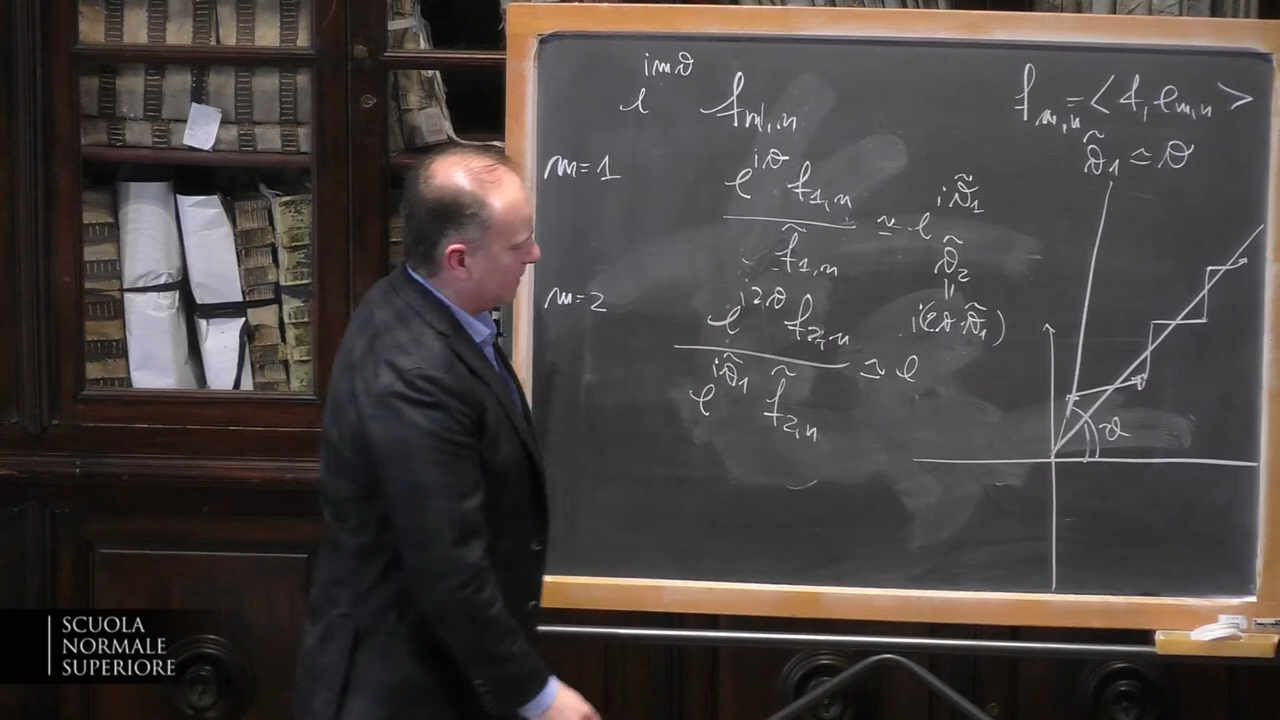 e^{imϑ} f_{m,n}
f_{m,n} = < f, e_{m,n} >
ϑ̃_1 ≃ ϑ
m=1
e^{iϑ} f_{1,n} / f̃_{1,n} ≃ e^{iϑ̃_1}
m=2
e^{i2ϑ} f_{2,n} / e^{iϑ̃_1} f̃_{2,n} ≃ e^{i(2ϑ-ϑ̃_1)}
ϑ̃_2
=
ϑ
SCUOLA
NORMALE
SUPERIORE